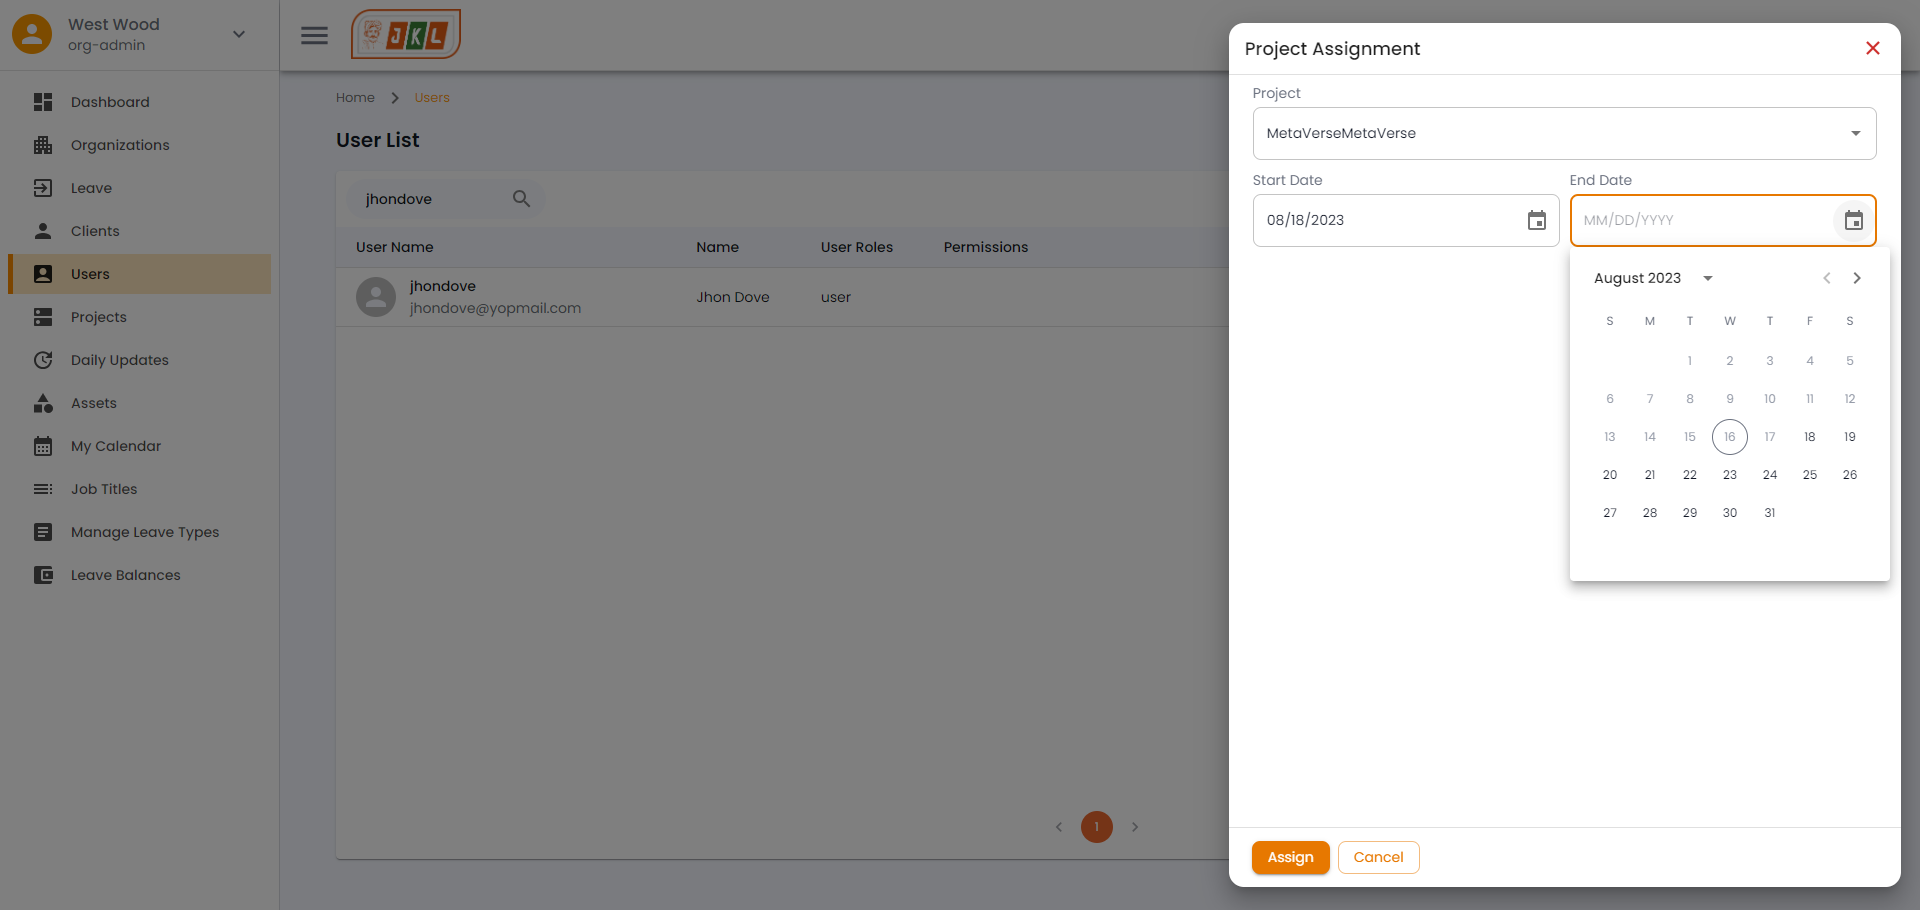 West Wood
org-admin
JKL
Dashboard
Organizations
Leave
Clients
Users
Projects
Daily Updates
Assets
My Calendar
Job Titles
Manage Leave Types
Leave Balances
Home Users
User List
jhondove
User Name Name User Roles Permissions
jhondove
jhondove@yopmail.com
Jhon Dove user
1
Project Assignment
Project
MetaVerseMetaVerse
Start Date End Date
08/18/2023 MM/DD/YYYY
August 2023
S M T W T F S
1 2 3 4 5
6 7 8 9 10 11 12
13 14 15 16 17 18 19
20 21 22 23 24 25 26
27 28 29 30 31
Assign Cancel